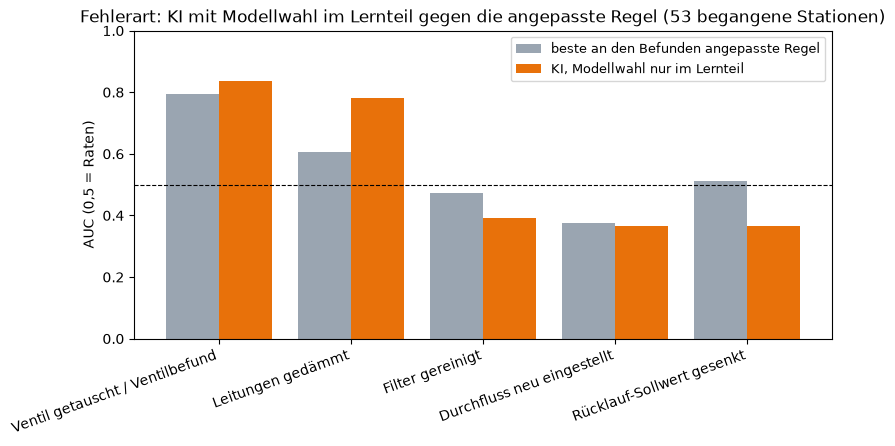 Fehlerart: KI mit Modellwahl im Lernteil gegen die angepasste Regel (53 begangene Stationen)
beste an den Befunden angepasste Regel
KI, Modellwahl nur im Lernteil
AUC (0,5 = Raten)
1.0
0.8
0.6
0.4
0.2
0.0
Ventil getauscht / Ventilbefund
Leitungen gedämmt
Filter gereinigt
Durchfluss neu eingestellt
Rücklauf-Sollwert gesenkt